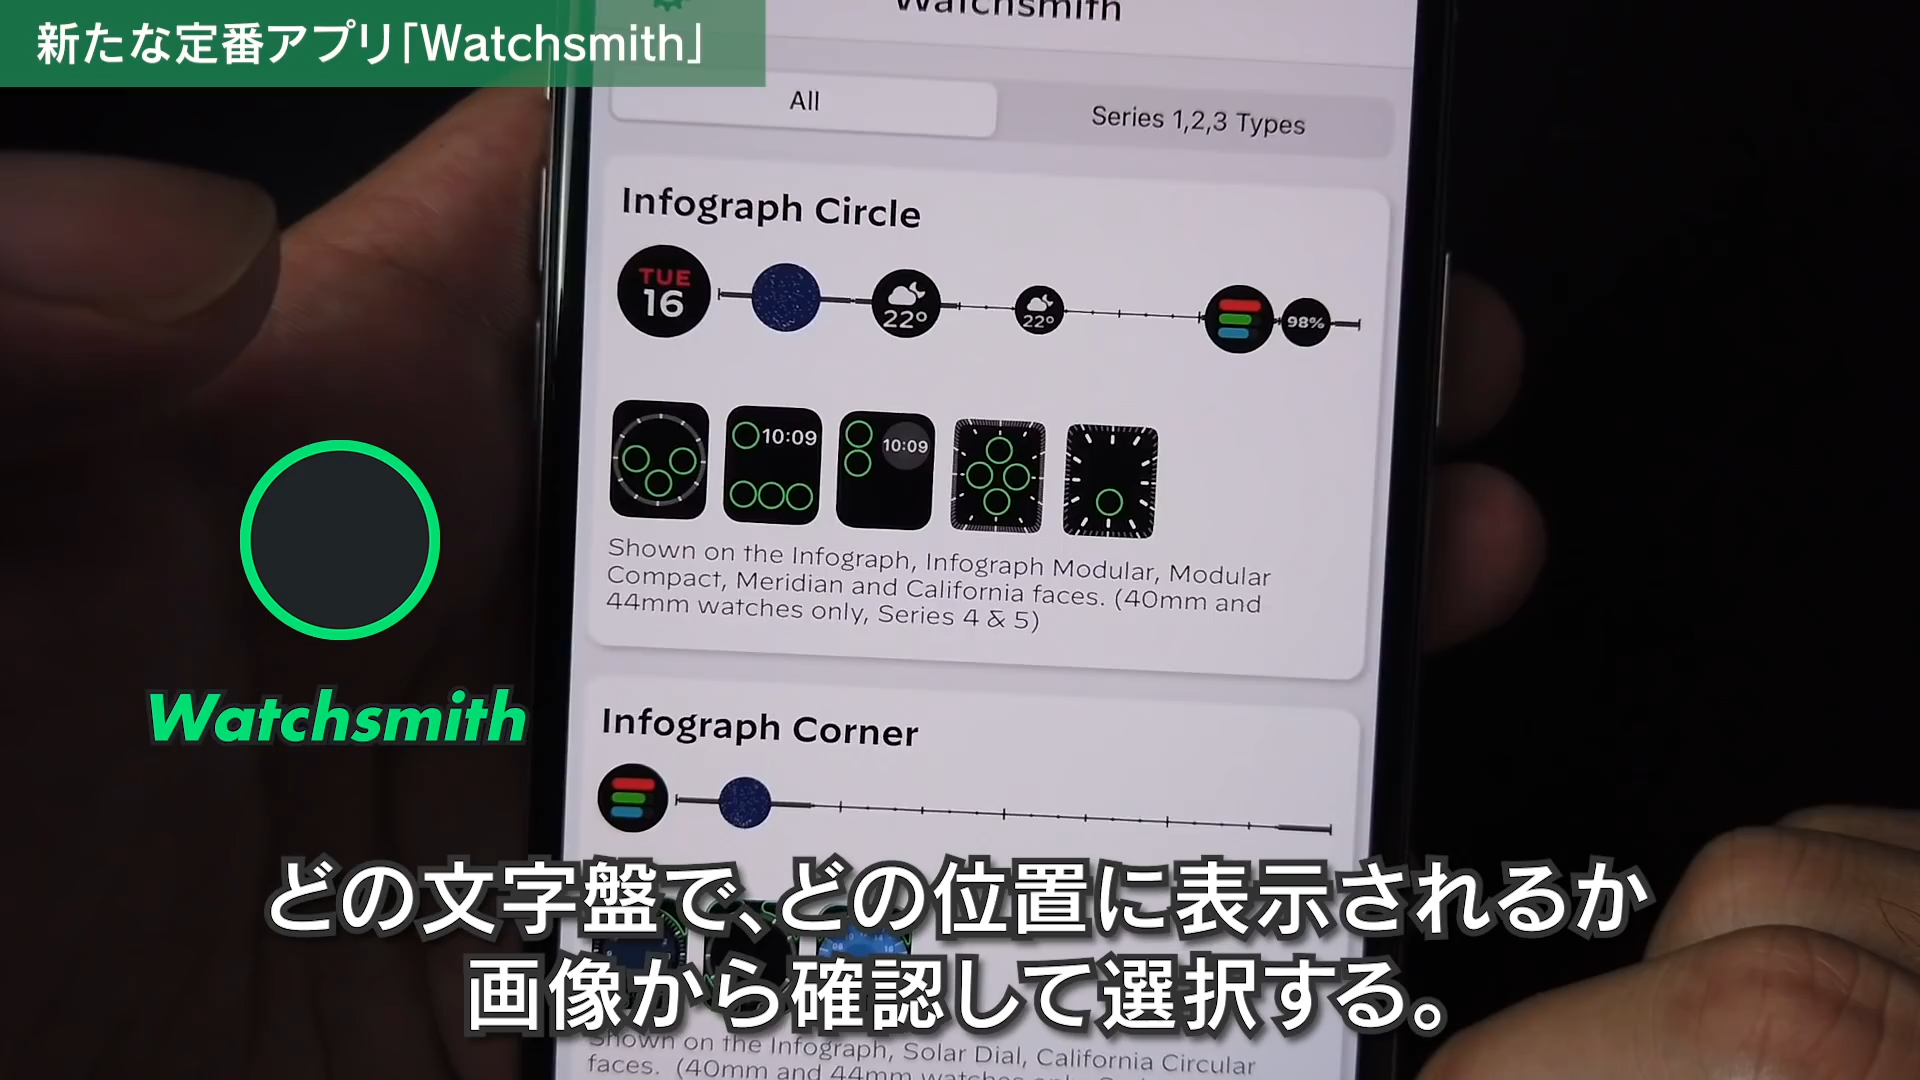 新たな定番アプリ「Watchsmith」
Watchsmith
All
Series 1,2,3 Types
Infograph Circle
TUE
16
22°
22°
98%
10:09
10:09
Shown on the Infograph, Infograph Modular, Modular
Compact, Meridian and California faces. (40mm and
44mm watches only, Series 4 & 5)
Watchsmith
Infograph Corner
どの文字盤で、どの位置に表示されるか
画像から確認して選択する。
Shown on the Infograph, Solar Dial, California Circular
faces. (40mm and 44mm watches only,